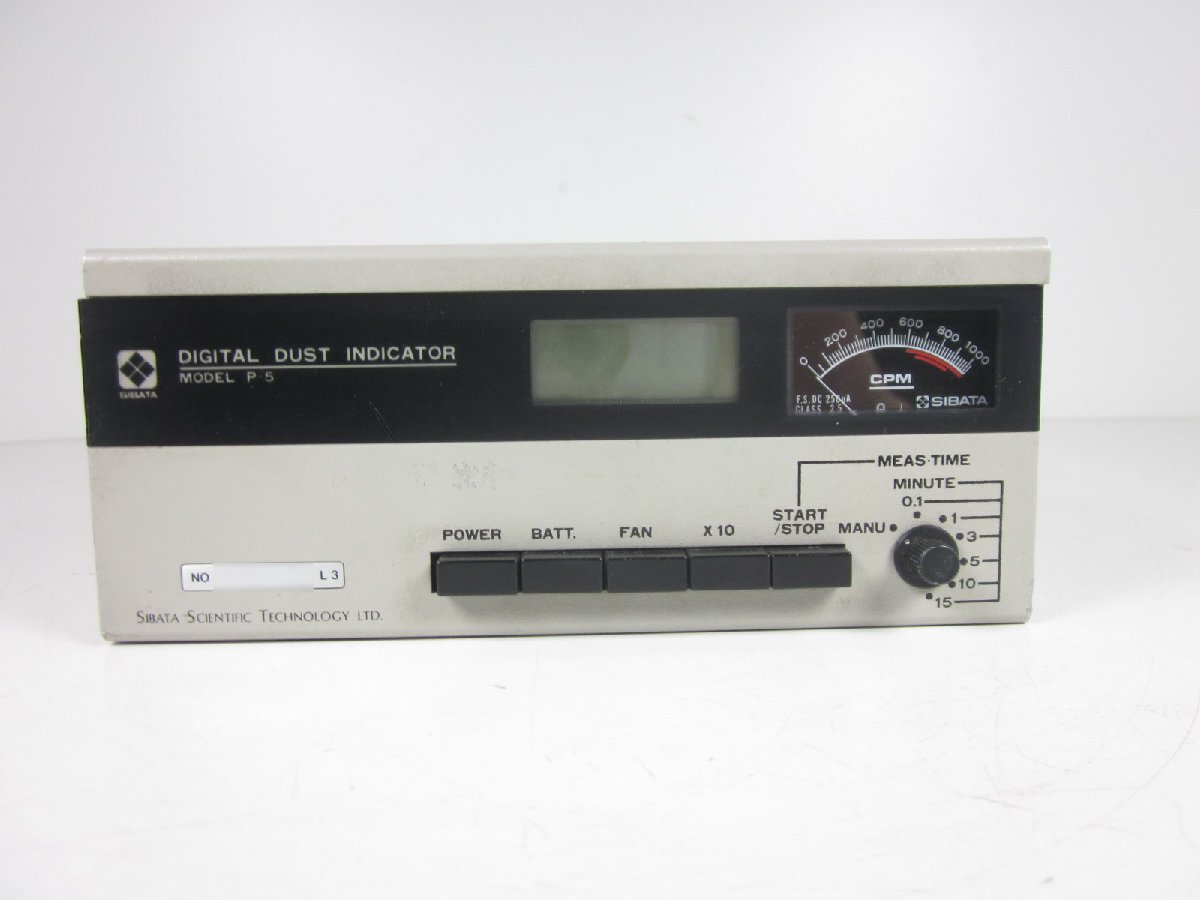 SIBATA
DIGITAL DUST INDICATOR
MODEL P-5
0 200 400 600 800 1000
CPM
F.S. DC 250µA
CLASS 2.5
SIBATA
MEAS·TIME
MINUTE
0.1
START
/STOP
MANU
1
3
5
10
15
POWER
BATT.
FAN
X 10
NO L 3
SIBATA SCIENTIFIC TECHNOLOGY LTD.